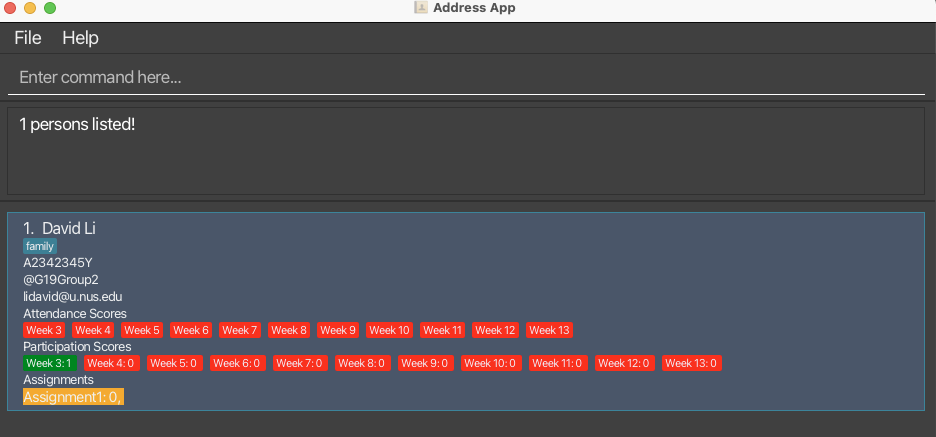 Address App
File Help
Enter command here...
1 persons listed!
1. David Li
family
A2342345Y
@G19Group2
lidavid@u.nus.edu
Attendance Scores
Week 3 Week 4 Week 5 Week 6 Week 7 Week 8 Week 9 Week 10 Week 11 Week 12 Week 13
Participation Scores
Week 3: 1 Week 4: 0 Week 5: 0 Week 6: 0 Week 7: 0 Week 8: 0 Week 9: 0 Week 10: 0 Week 11: 0 Week 12: 0 Week 13: 0
Assignments
Assignment1: 0,